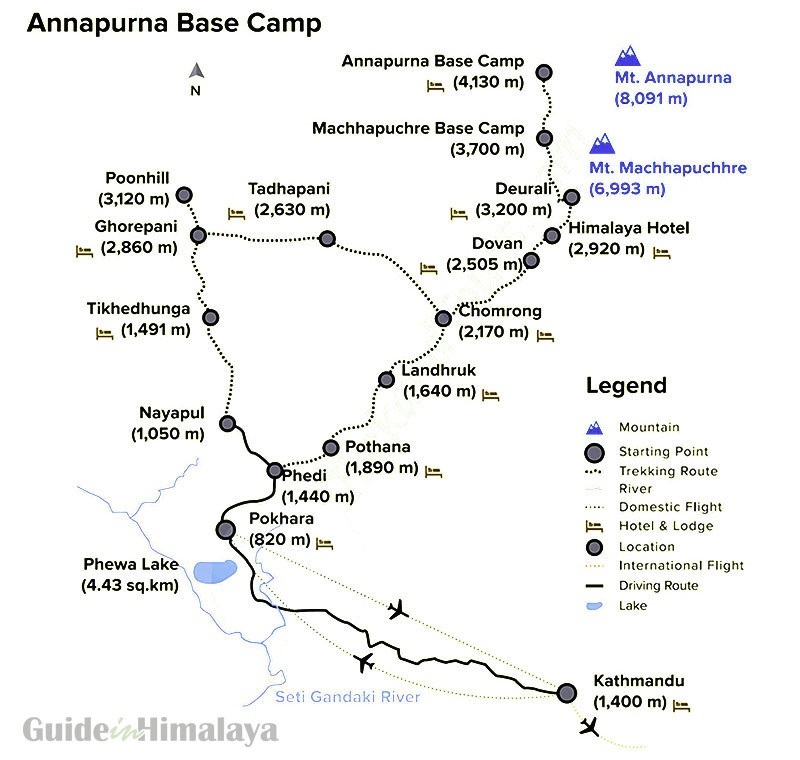 Annapurna Base Camp
N
Annapurna Base Camp
(4,130 m)
Mt. Annapurna
(8,091 m)
Machhapuchre Base Camp
(3,700 m)
Mt. Machhapuchhre
(6,993 m)
Poonhill
(3,120 m)
Tadhapani
(2,630 m)
Deurali
(3,200 m)
Ghorepani
(2,860 m)
Himalaya Hotel
(2,920 m)
Dovan
(2,505 m)
Tikhedhunga
(1,491 m)
Chomrong
(2,170 m)
Landhruk
(1,640 m)
Nayapul
(1,050 m)
Pothana
(1,890 m)
Phedi
(1,440 m)
Pokhara
(820 m)
Phewa Lake
(4.43 sq.km)
Legend
Mountain
Starting Point
Trekking Route
River
Domestic Flight
Hotel & Lodge
Location
International Flight
Driving Route
Lake
Kathmandu
(1,400 m)
Seti Gandaki River
Guide in Himalaya